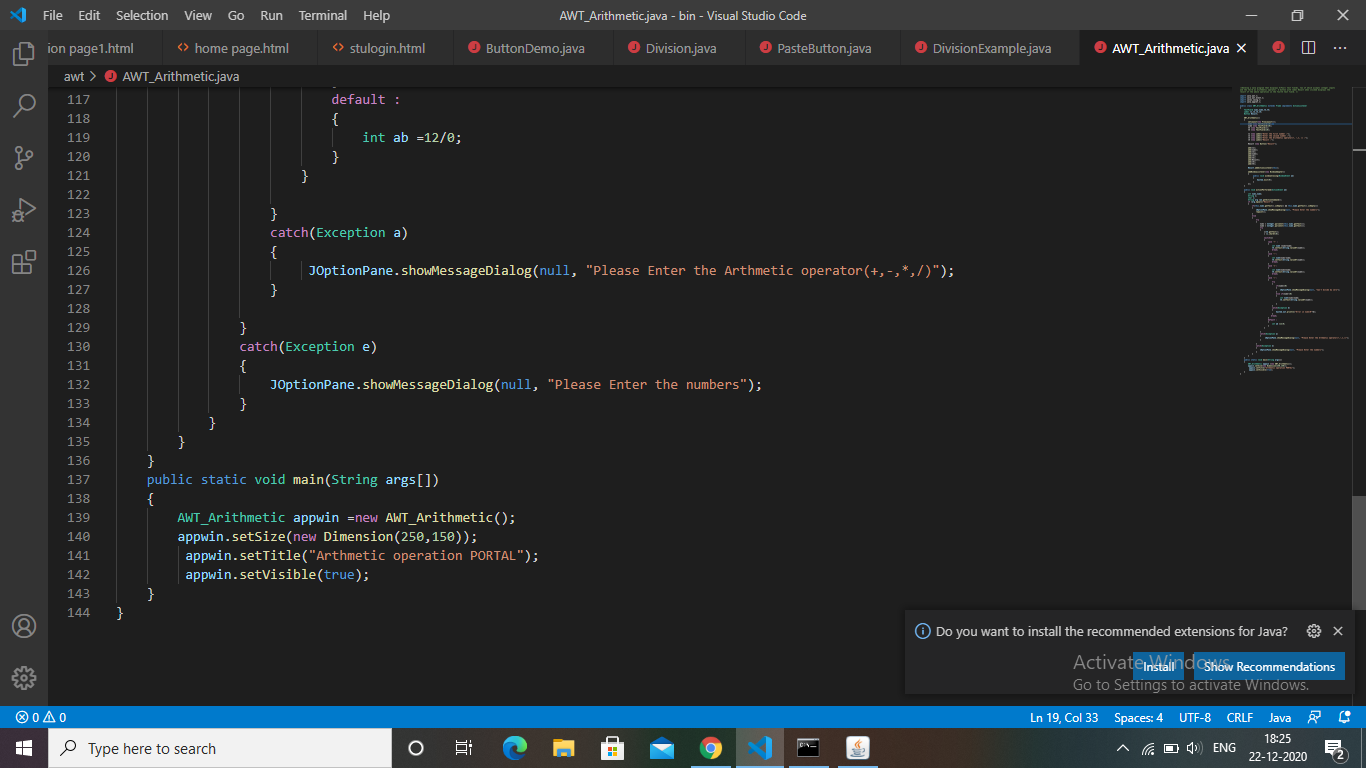 File Edit Selection View Go Run Terminal Help
AWT_Arithmetic.java - bin - Visual Studio Code
ion page1.html
home page.html
stulogin.html
ButtonDemo.java
Division.java
PasteButton.java
DivisionExample.java
AWT_Arithmetic.java
awt > AWT_Arithmetic.java
117 default :
118 {
119 int ab =12/0;
120 }
121 }
122
123 }
124 catch(Exception a)
125 {
126 JOptionPane.showMessageDialog(null, "Please Enter the Arthmetic operator(+,-,*,/)");
127 }
128
129 }
130 catch(Exception e)
131 {
132 JOptionPane.showMessageDialog(null, "Please Enter the numbers");
133 }
134 }
135 }
136 }
137 public static void main(String args[])
138 {
139 AWT_Arithmetic appwin =new AWT_Arithmetic();
140 appwin.setSize(new Dimension(250,150));
141 appwin.setTitle("Arthmetic operation PORTAL");
142 appwin.setVisible(true);
143 }
144 }
Do you want to install the recommended extensions for Java?
Install
Show Recommendations
Activate Windows
Go to Settings to activate Windows.
0 0
Ln 19, Col 33 Spaces: 4 UTF-8 CRLF Java
Type here to search
ENG
18:25
22-12-2020
2